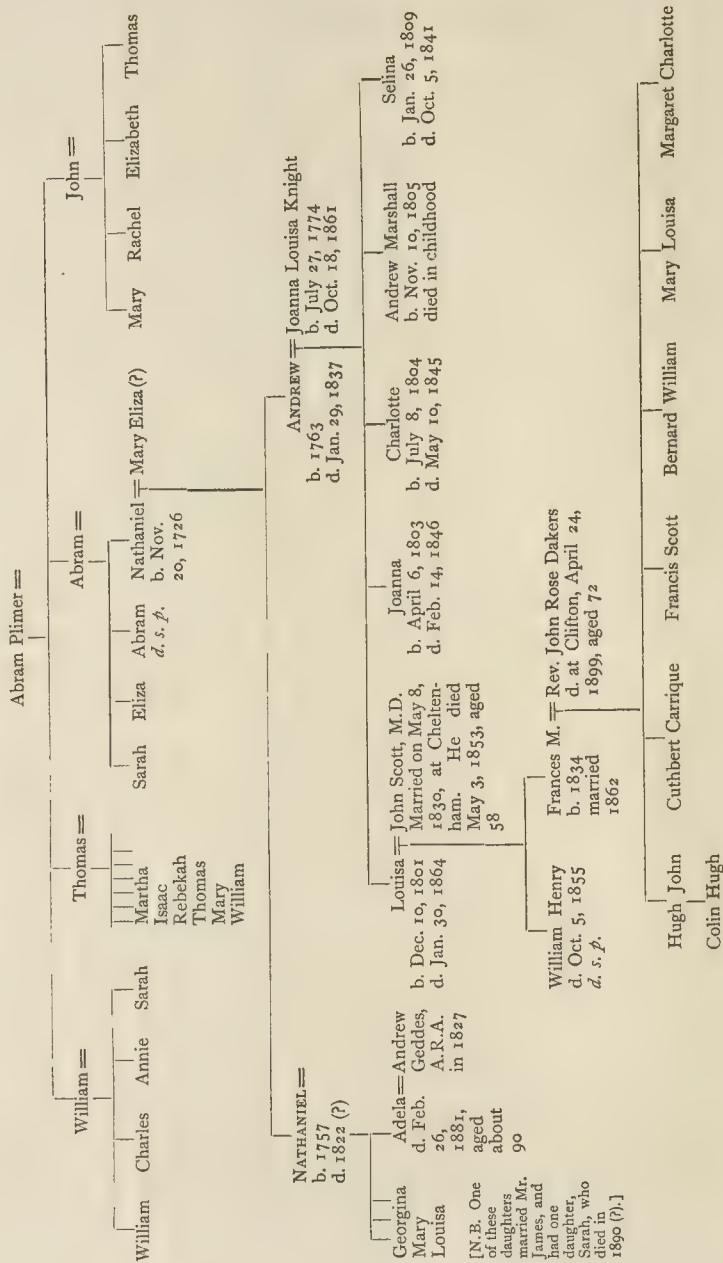 Abram Plimer =
William =
Thomas =
Abram =
John =
William
Charles
Annie
Sarah
Martha
Isaac
Rebekah
Thomas
Mary
William
Sarah
Eliza
Abram
d. s. p.
Nathaniel = Mary Eliza (?)
b. Nov.
20, 1726
Mary
Rachel
Elizabeth
Thomas
NATHANIEL =
b. 1757
d. 1822 (?)
ANDREW = Joanna Louisa Knight
b. 1763
d. Jan. 29, 1837
b. July 27, 1774
d. Oct. 18, 1861
Georgina
Mary
Louisa
[N.B. One
of these
daughters
married Mr.
James, and
had one
daughter,
Sarah, who
died in
1890 (?).]
Adela = Andrew
d. Feb.
26,
1881,
aged
about
90
Geddes,
A.R.A.
in 1827
Louisa = John Scott, M.D.
b. Dec. 10, 1801
d. Jan. 30, 1864
Married on May 8,
1830, at Chelten-
ham. He died
May 3, 1853, aged
58
Joanna
b. April 6, 1803
d. Feb. 14, 1846
Charlotte
b. July 8, 1804
d. May 10, 1845
Andrew Marshall
b. Nov. 10, 1805
died in childhood
Selina
b. Jan. 26, 1809
d. Oct. 5, 1841
William Henry
d. Oct. 5, 1855
d. s. p.
Frances M. = Rev. John Rose Dakers
b. 1834
married
1862
d. at Clifton, April 24,
1899, aged 72
Hugh John
Cuthbert Carrique
Francis Scott
Bernard William
Mary Louisa
Margaret Charlotte
Colin Hugh